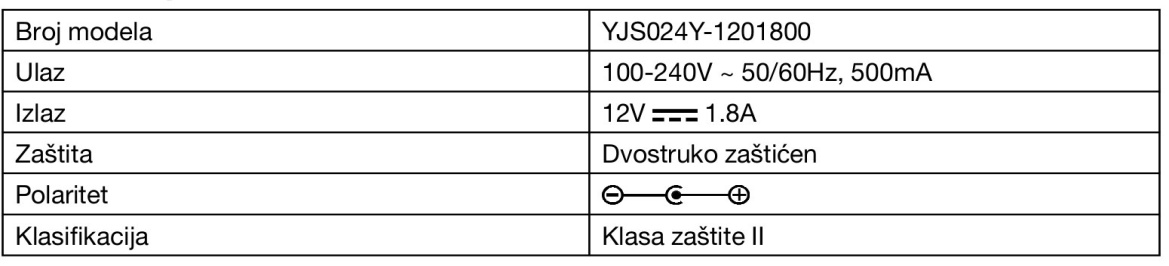 Broj modela YJS024Y-1201800
Ulaz 100-240V ~ 50/60Hz, 500mA
Izlaz 12V ⎓ 1.8A
Zaštita Dvostruko zaštićen
Polaritet
Klasifikacija Klasa zaštite II